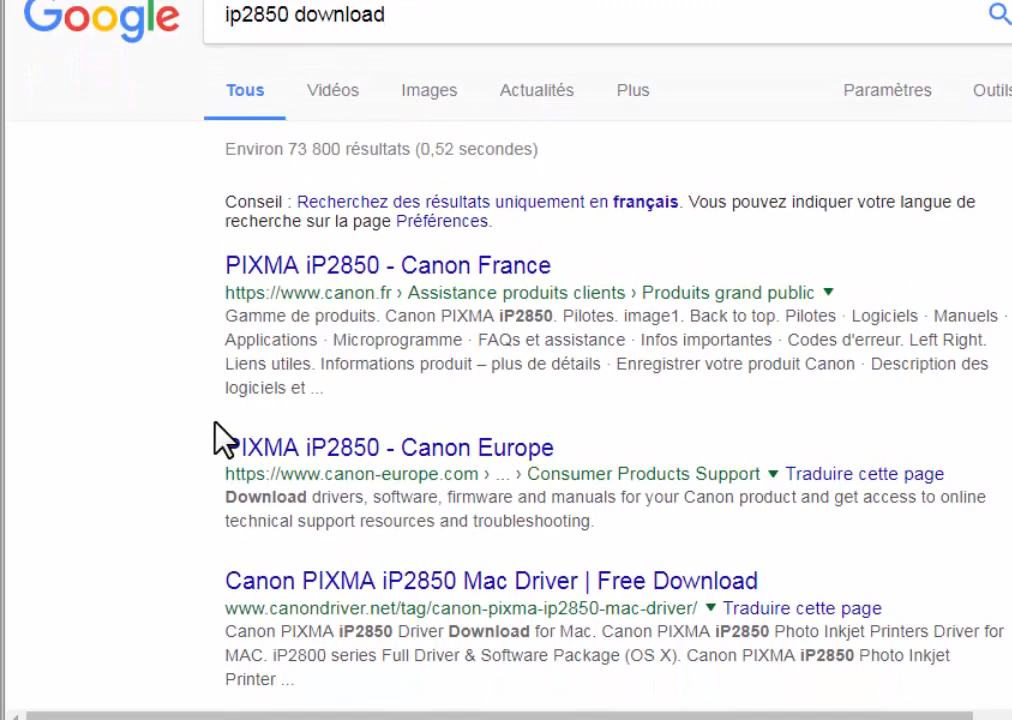 Google
ip2850 download
Tous Vidéos Images Actualités Plus Paramètres Outils
Environ 73 800 résultats (0,52 secondes)
Conseil : Recherchez des résultats uniquement en français. Vous pouvez indiquer votre langue de
recherche sur la page Préférences.
PIXMA iP2850 - Canon France
https://www.canon.fr › Assistance produits clients › Produits grand public ▼
Gamme de produits. Canon PIXMA iP2850. Pilotes. image1. Back to top. Pilotes · Logiciels · Manuels ·
Applications · Microprogramme · FAQs et assistance · Infos importantes · Codes d'erreur. Left Right.
Liens utiles. Informations produit – plus de détails · Enregistrer votre produit Canon · Description des
logiciels et ...
PIXMA iP2850 - Canon Europe
https://www.canon-europe.com › ... › Consumer Products Support ▼ Traduire cette page
Download drivers, software, firmware and manuals for your Canon product and get access to online
technical support resources and troubleshooting.
Canon PIXMA iP2850 Mac Driver | Free Download
www.canondriver.net/tag/canon-pixma-ip2850-mac-driver/ ▼ Traduire cette page
Canon PIXMA iP2850 Driver Download for Mac. Canon PIXMA iP2850 Photo Inkjet Printers Driver for
MAC. iP2800 series Full Driver & Software Package (OS X). Canon PIXMA iP2850 Photo Inkjet
Printer ...